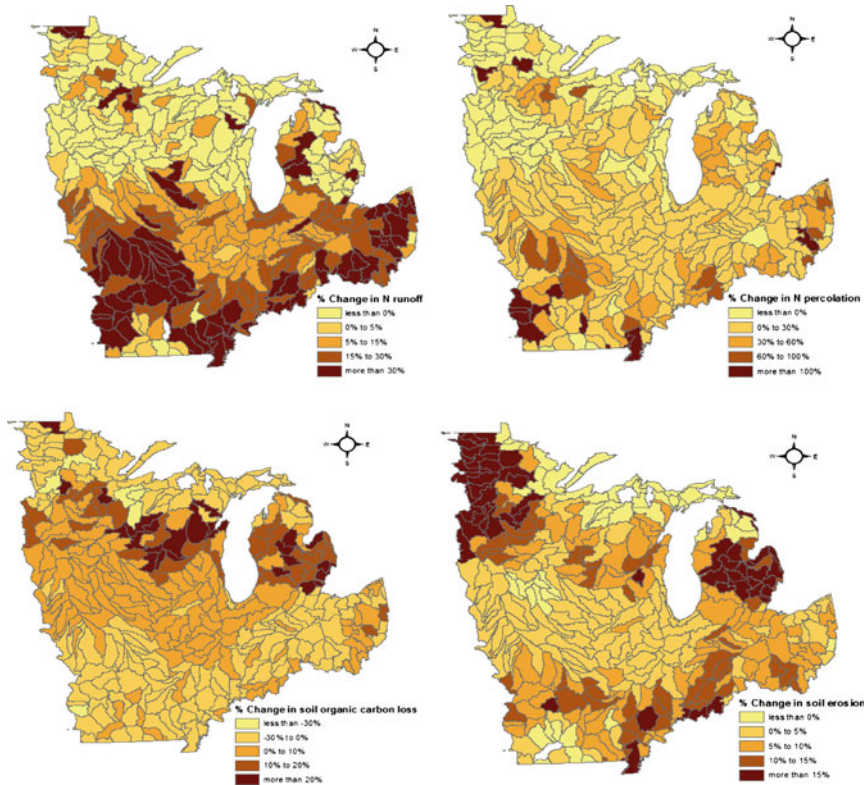 N
W E
S
% Change in N runoff
less than 0%
0% to 5%
5% to 15%
15% to 30%
more than 30%
N
W E
S
% Change in N percolation
less than 0%
0% to 30%
30% to 60%
60% to 100%
more than 100%
N
W E
S
% Change in soil organic carbon loss
less than -30%
-30% to 0%
0% to 10%
10% to 20%
more than 20%
N
W E
S
% Change in soil erosion
less than 0%
0% to 5%
5% to 10%
10% to 15%
more than 15%